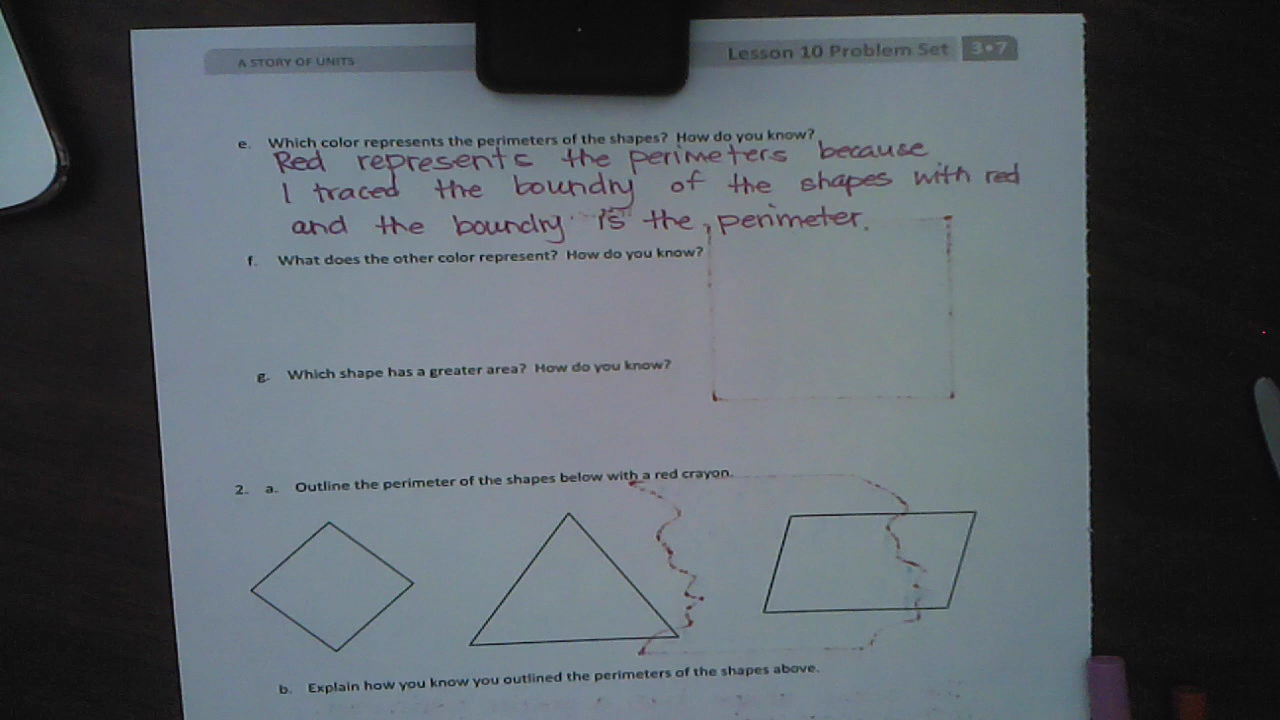 A STORY OF UNITS
Lesson 10 Problem Set 3•7
e. Which color represents the perimeters of the shapes? How do you know?
Red represents the perimeters because
I traced the boundry of the shapes with red
and the boundry is the perimeter.
f. What does the other color represent? How do you know?
g. Which shape has a greater area? How do you know?
2. a. Outline the perimeter of the shapes below with a red crayon.
b. Explain how you know you outlined the perimeters of the shapes above.